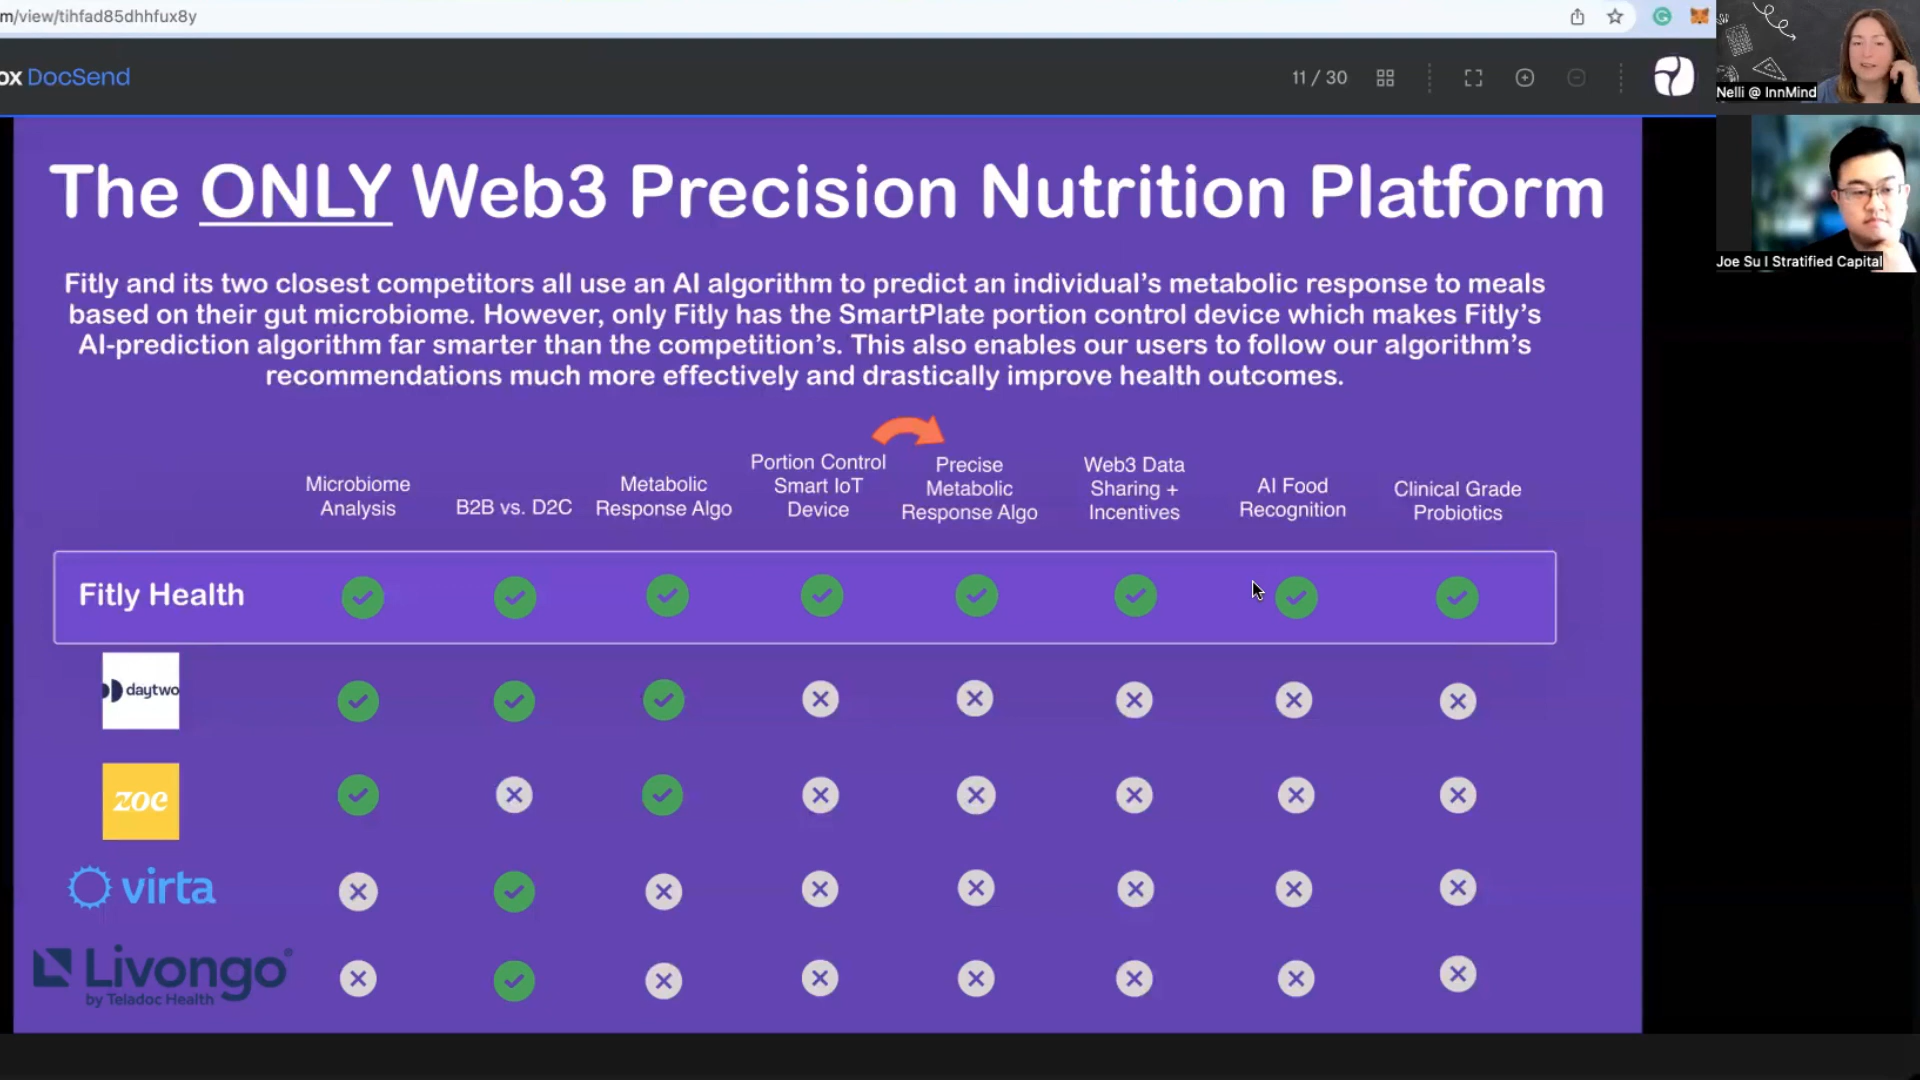 m/view/tihfad85dhhfux8y
ox DocSend
11 / 30
Nelli @ InnMind
Joe Su I Stratified Capital
The ONLY Web3 Precision Nutrition Platform
Fitly and its two closest competitors all use an AI algorithm to predict an individual's metabolic response to meals
based on their gut microbiome. However, only Fitly has the SmartPlate portion control device which makes Fitly's
AI-prediction algorithm far smarter than the competition's. This also enables our users to follow our algorithm's
recommendations much more effectively and drastically improve health outcomes.
Microbiome
Analysis
B2B vs. D2C
Metabolic
Response Algo
Portion Control
Smart IoT
Device
Precise
Metabolic
Response Algo
Web3 Data
Sharing +
Incentives
AI Food
Recognition
Clinical Grade
Probiotics
Fitly Health
daytwo
zoe
virta
Livongo®
by Teladoc Health